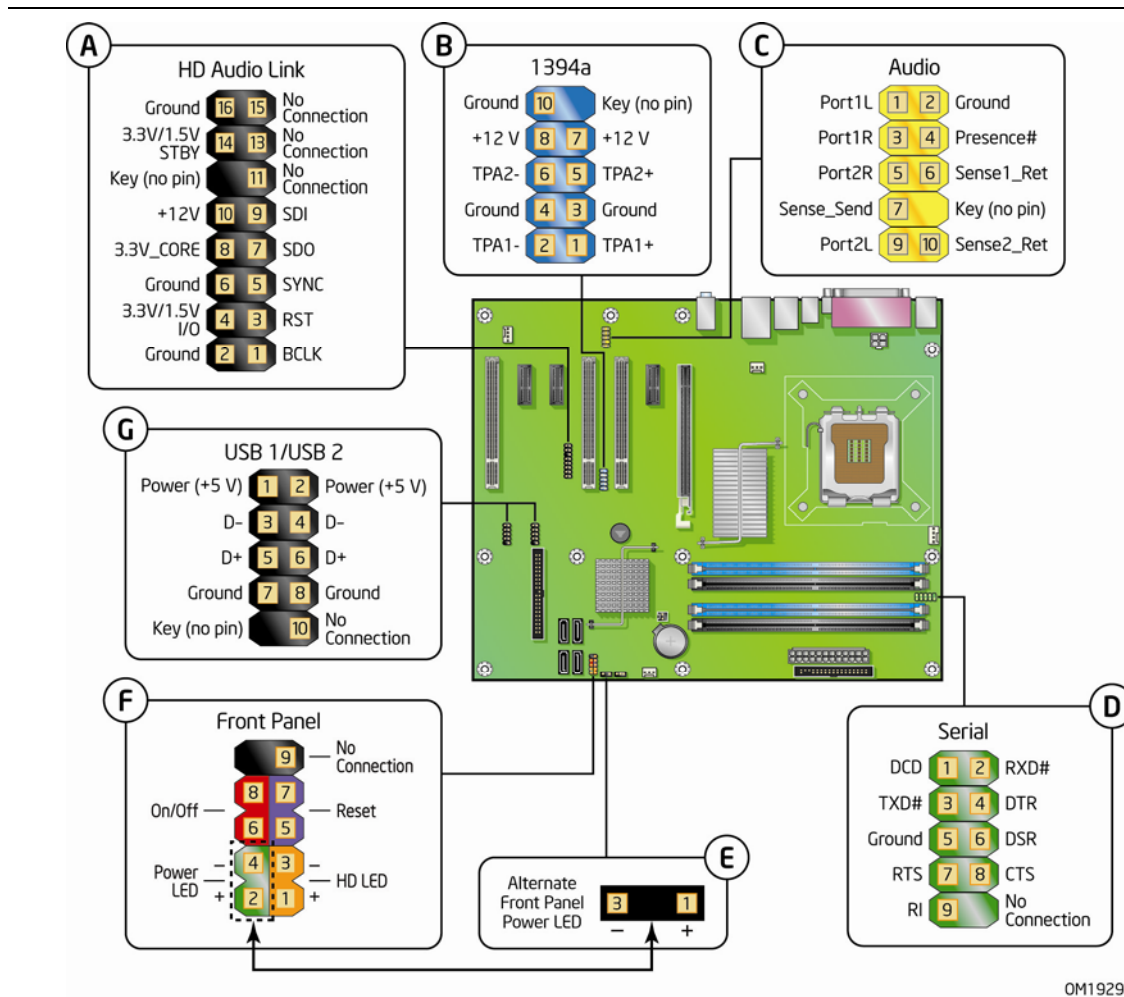 A
HD Audio Link
Ground 16 15 No Connection
3.3V/1.5V STBY 14 13 No Connection
Key (no pin) 11 No Connection
+12V 10 9 SDI
3.3V_CORE 8 7 SDO
Ground 6 5 SYNC
3.3V/1.5V I/O 4 3 RST
Ground 2 1 BCLK
B
1394a
Ground 10 Key (no pin)
+12 V 8 7 +12 V
TPA2- 6 5 TPA2+
Ground 4 3 Ground
TPA1- 2 1 TPA1+
C
Audio
Port1L 1 2 Ground
Port1R 3 4 Presence#
Port2R 5 6 Sense1_Ret
Sense_Send 7 Key (no pin)
Port2L 9 10 Sense2_Ret
G
USB 1/USB 2
Power (+5 V) 1 2 Power (+5 V)
D– 3 4 D–
D+ 5 6 D+
Ground 7 8 Ground
Key (no pin) 10 No Connection
F
Front Panel
9 No Connection
On/Off 8 7 Reset
6 5
Power LED – 4 3 – HD LED
+ 2 1 +
E
Alternate Front Panel Power LED
3 1
– +
D
Serial
DCD 1 2 RXD#
TXD# 3 4 DTR
Ground 5 6 DSR
RTS 7 8 CTS
RI 9 No Connection
OM1929